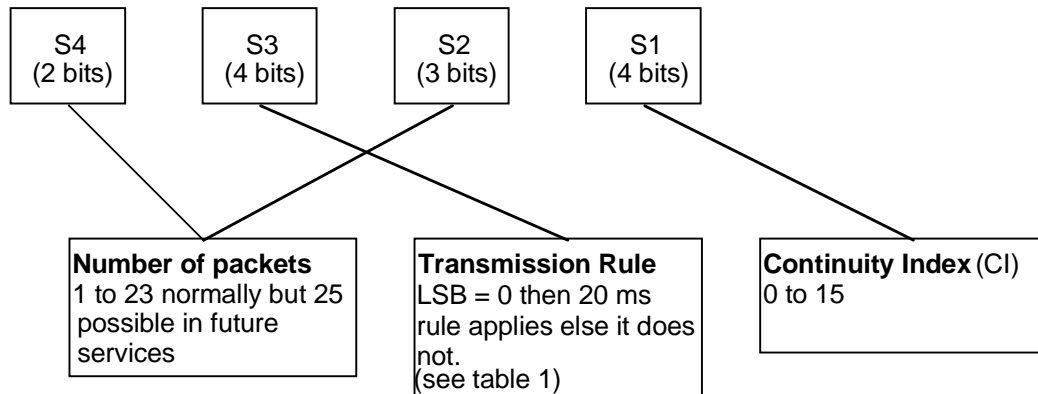 S4
(2 bits)
S3
(4 bits)
S2
(3 bits)
S1
(4 bits)
Number of packets
1 to 23 normally but 25
possible in future
services
Transmission Rule
LSB = 0 then 20 ms
rule applies else it does
not.
(see table 1)
Continuity Index (CI)
0 to 15